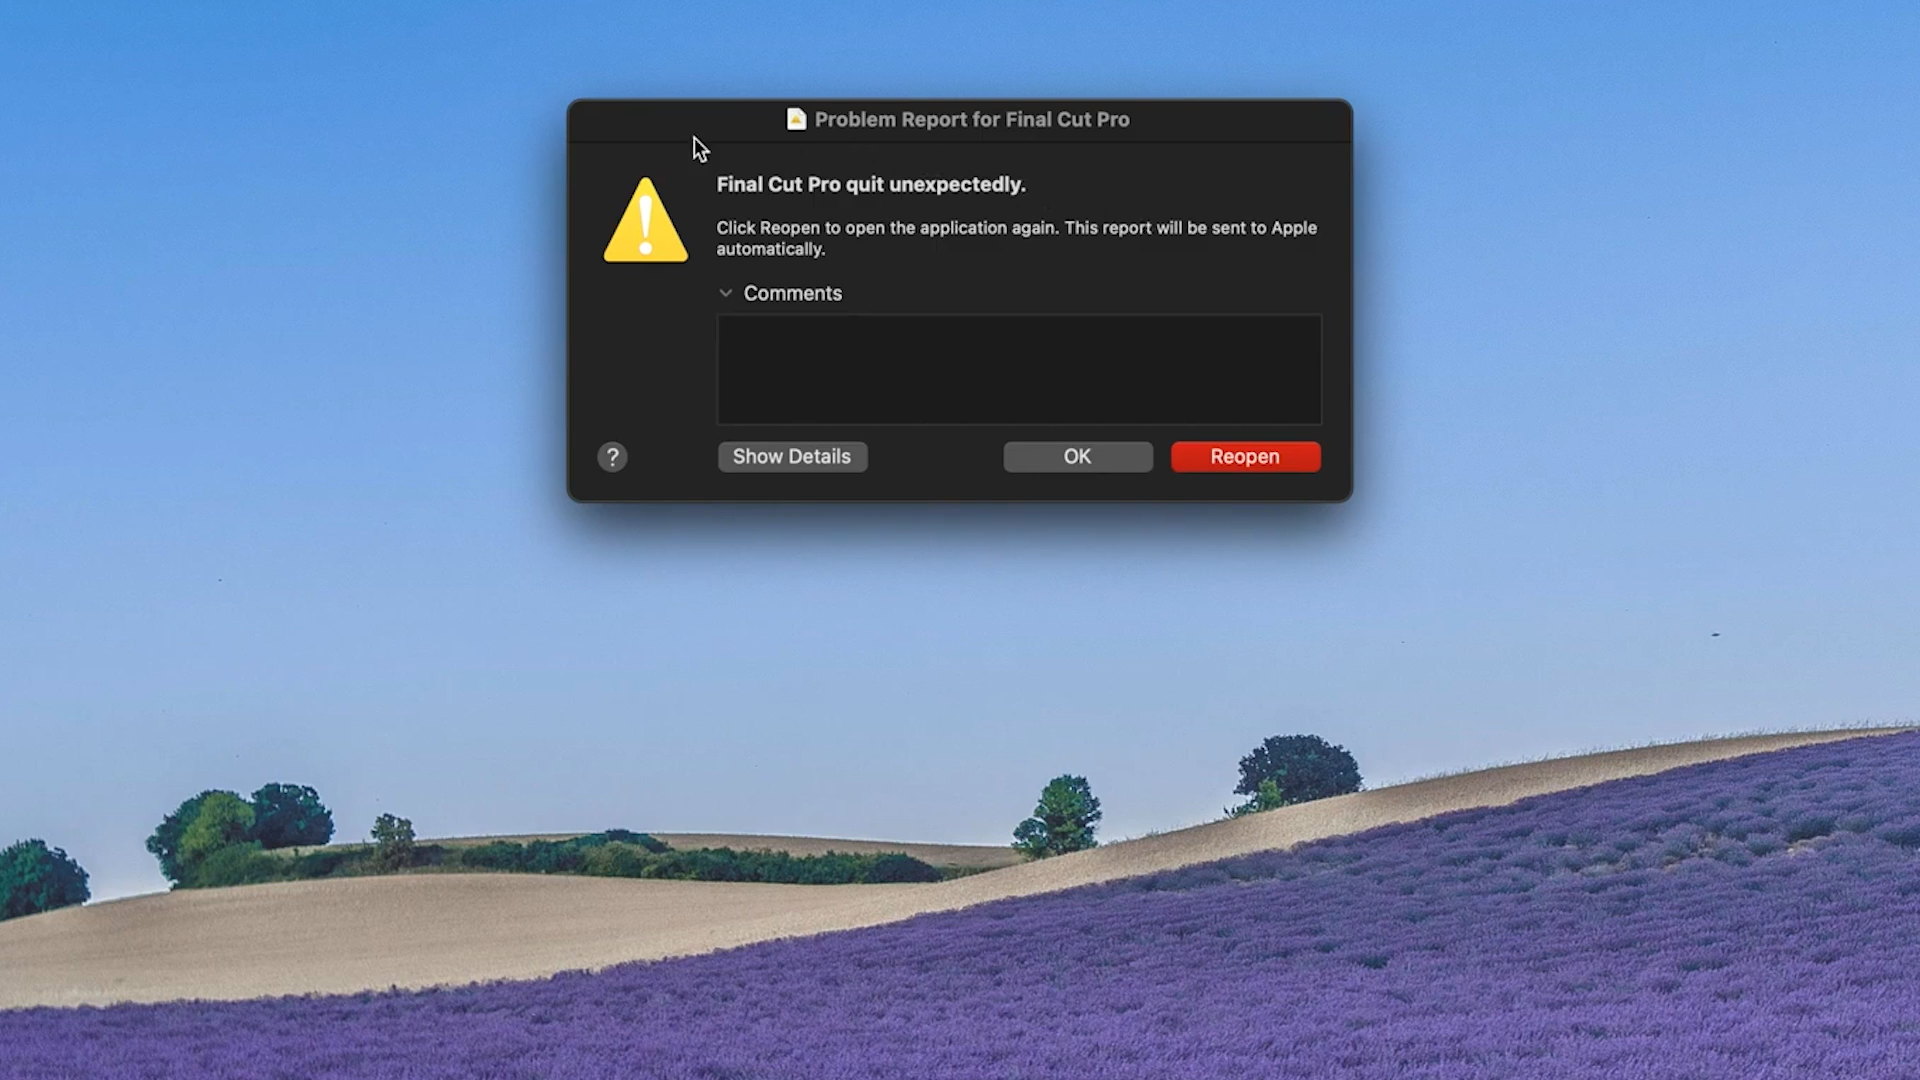 Problem Report for Final Cut Pro
Final Cut Pro quit unexpectedly.
Click Reopen to open the application again. This report will be sent to Apple
automatically.
Comments
?
Show Details
OK
Reopen